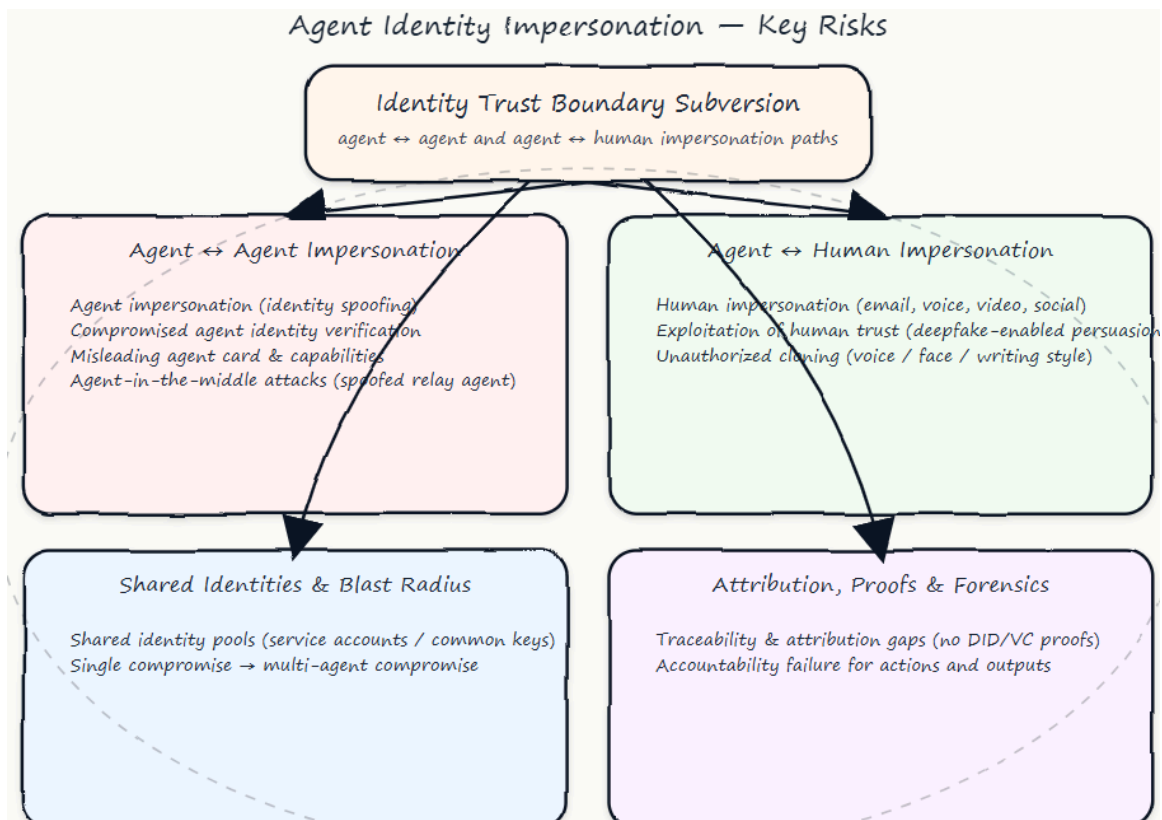 Agent Identity Impersonation — Key Risks
Identity Trust Boundary Subversion
agent ↔ agent and agent ↔ human impersonation paths
Agent ↔ Agent Impersonation
Agent impersonation (identity spoofing)
Compromised agent identity verification
Misleading agent card & capabilities
Agent-in-the-middle attacks (spoofed relay agent)
Agent ↔ Human Impersonation
Human impersonation (email, voice, video, social)
Exploitation of human trust (deepfake-enabled persuasion
Unauthorized cloning (voice / face / writing style)
Shared Identities & Blast Radius
Shared identity pools (service accounts / common keys)
Single compromise → multi-agent compromise
Attribution, Proofs & Forensics
Traceability & attribution gaps (no DID/VC proofs)
Accountability failure for actions and outputs